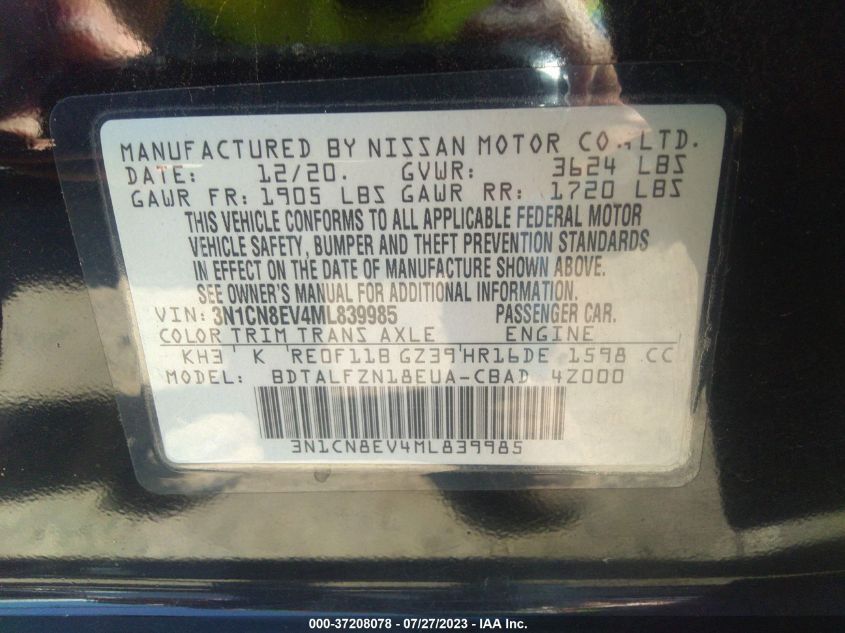 MANUFACTURED BY NISSAN MOTOR CO., LTD.
DATE: 12/20. GVWR: 3624 LBS
GAWR FR: 1905 LBS GAWR RR: 1720 LBS
THIS VEHICLE CONFORMS TO ALL APPLICABLE FEDERAL MOTOR
VEHICLE SAFETY, BUMPER AND THEFT PREVENTION STANDARDS
IN EFFECT ON THE DATE OF MANUFACTURE SHOWN ABOVE.
SEE OWNER'S MANUAL FOR ADDITIONAL INFORMATION.
VIN: 3N1CN8EV4ML839985 PASSENGER CAR.
COLOR TRIM TRANS AXLE ENGINE
KH3 K RE0F11B GZ39 HR16DE 1598 CC
MODEL: BDTALFZN18EUA-CBAD 4Z000
3N1CN8EV4ML839985
000-37208078 / 07/27/2023 - IAA Inc.